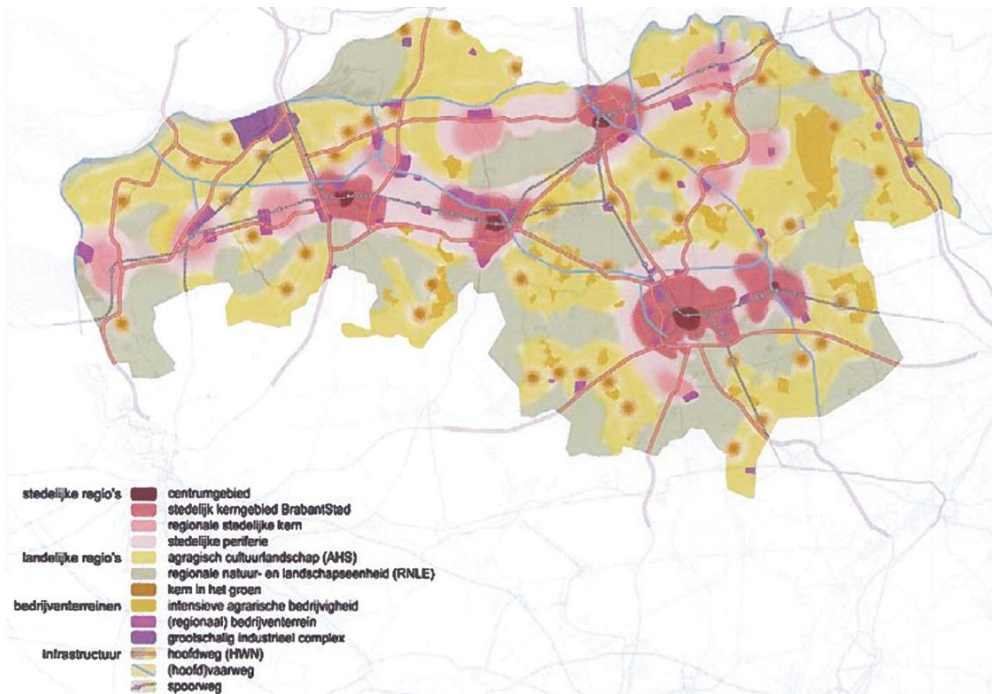 stedelijke regio's centrumgebied
stedelijk kerngebied BrabantStad
regionale stedelijke kern
stedelijke periferie
landelijke regio's agragisch cultuurlandschap (AHS)
regionale natuur- en landschapseenheid (RNLE)
kern in het groen
bedrijventerreinen intensieve agrarische bedrijvigheid
(regionaal) bedrijventerrein
grootschalig industrieel complex
infrastructuur hoofdweg (HWN)
(hoofd)vaarweg
spoorweg